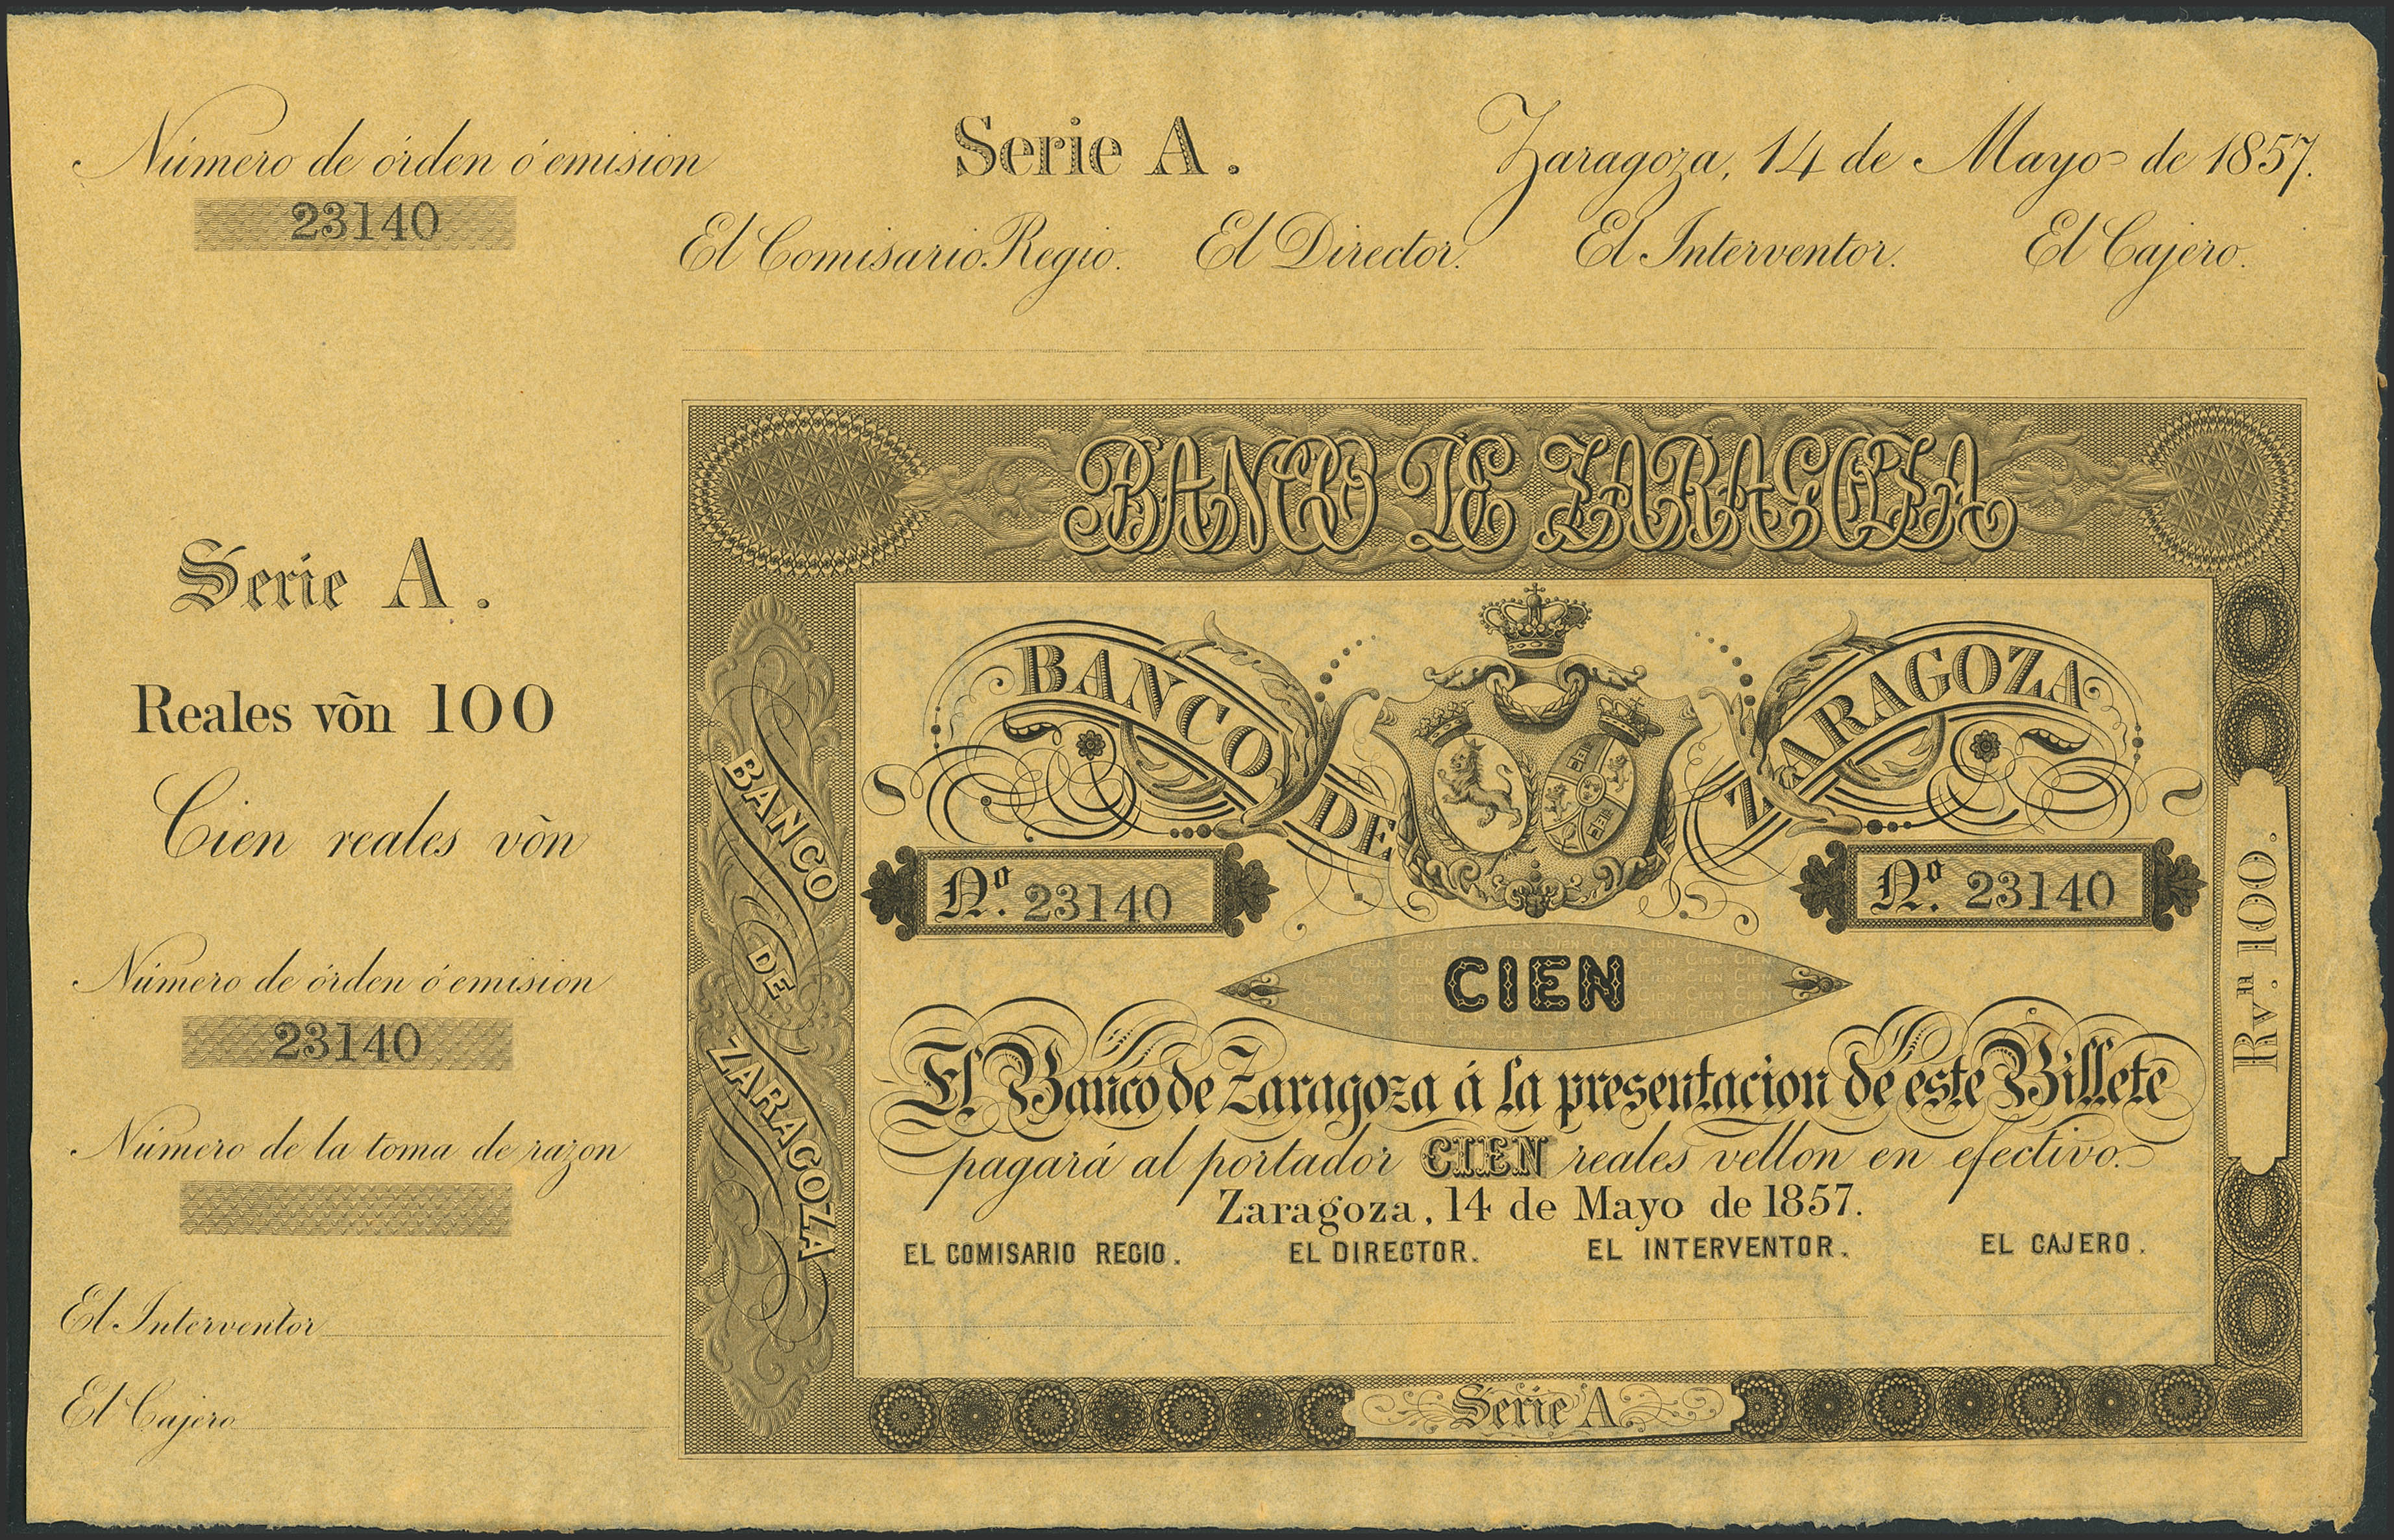 Número de órden ó emision
23140
Serie A.
Zaragoza, 14 de Mayo de 1857.
El Comisario Regio. El Director. El Interventor. El Cajero.
Serie A.
Reales võn 100
Cien reales võn
Número de órden ó emision
23140
Número de la toma de razon
El Interventor
El Cajero
BANCO DE ZARAGOZA
BANCO DE ZARAGOZA
BANCO DE ZARAGOZA
Nº. 23140
Nº. 23140
CIEN
El Banco de Zaragoza á la presentacion de este Billete
pagará al portador CIEN reales vellon en efectivo.
Zaragoza, 14 de Mayo de 1857.
EL COMISARIO REGIO. EL DIRECTOR. EL INTERVENTOR. EL CAJERO.
Rvn. 100.
Serie A.